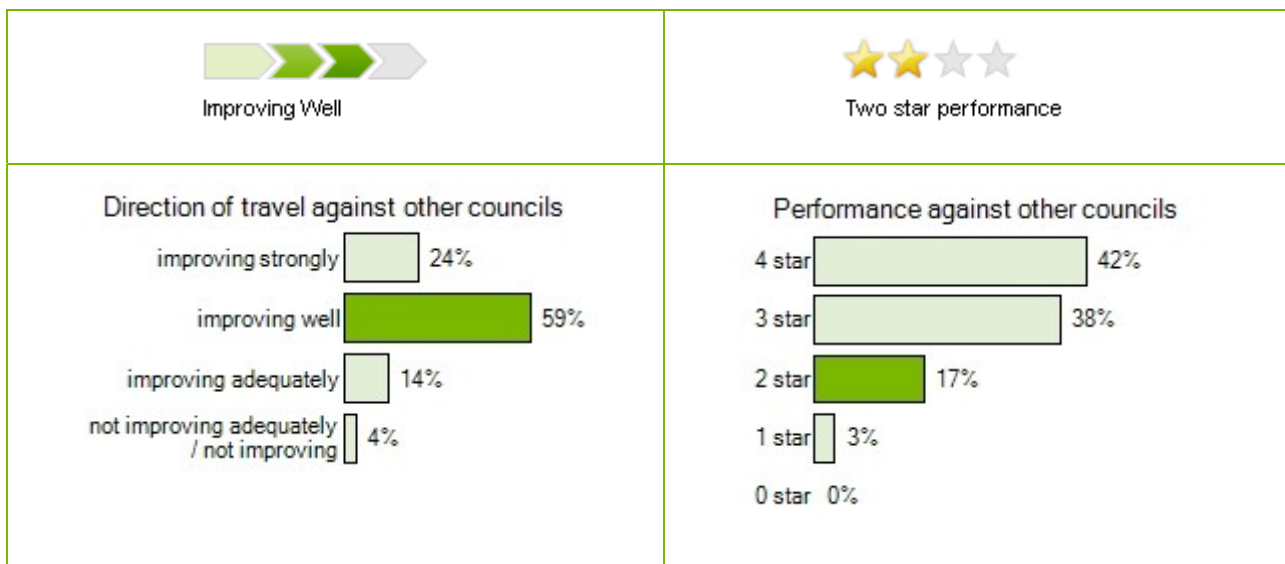 Improving Well
Two star performance
Direction of travel against other councils
improving strongly 24%
improving well 59%
improving adequately 14%
not improving adequately
/ not improving 4%
Performance against other councils
4 star 42%
3 star 38%
2 star 17%
1 star 3%
0 star 0%